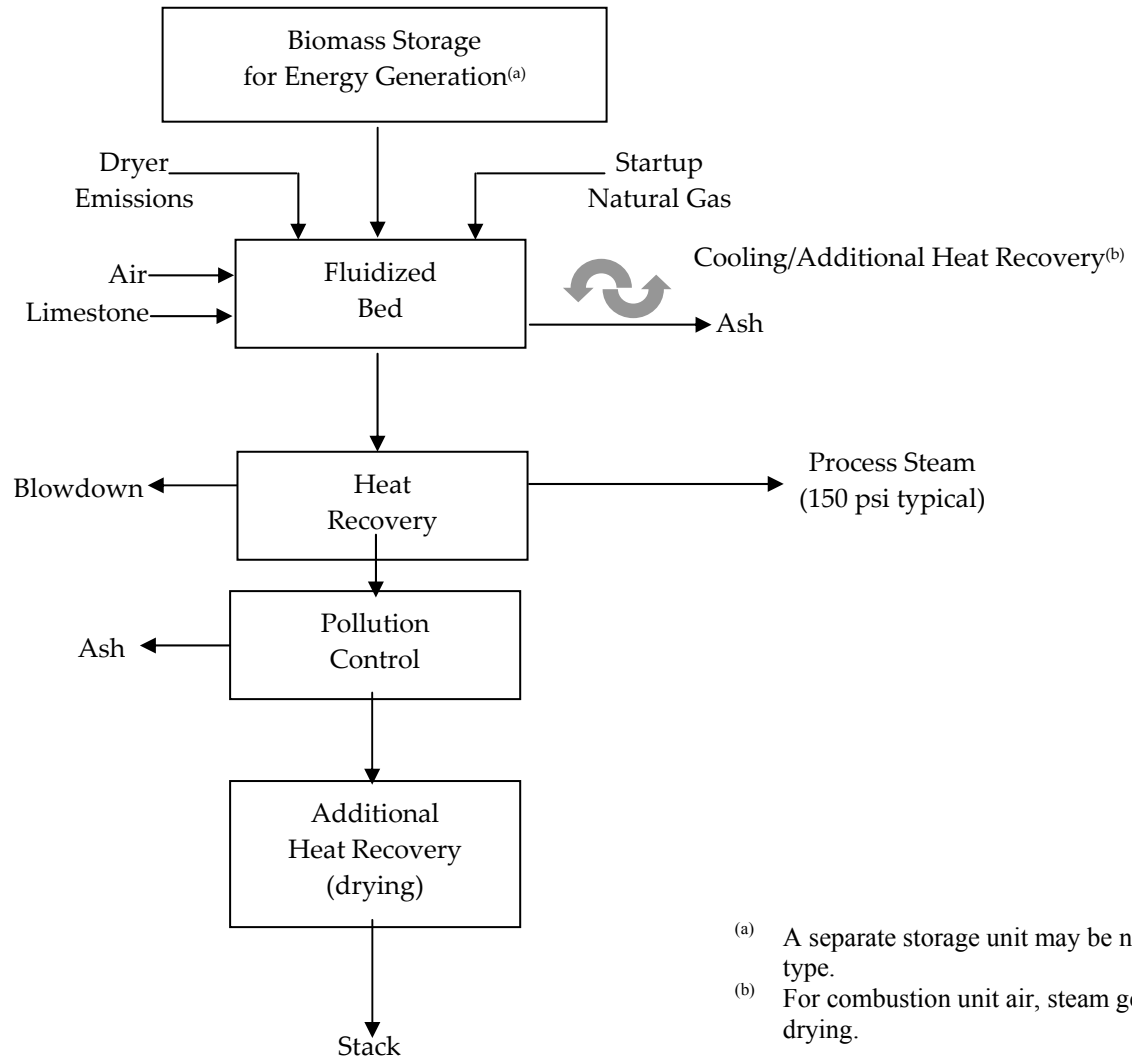 Biomass Storage
for Energy Generation(a)
Dryer
Emissions
Startup
Natural Gas
Air
Limestone
Fluidized
Bed
Cooling/Additional Heat Recovery(b)
Ash
Blowdown
Heat
Recovery
Process Steam
(150 psi typical)
Ash
Pollution
Control
Additional
Heat Recovery
(drying)
Stack
(a) A separate storage unit may be
type.
(b) For combustion unit air, steam
drying.